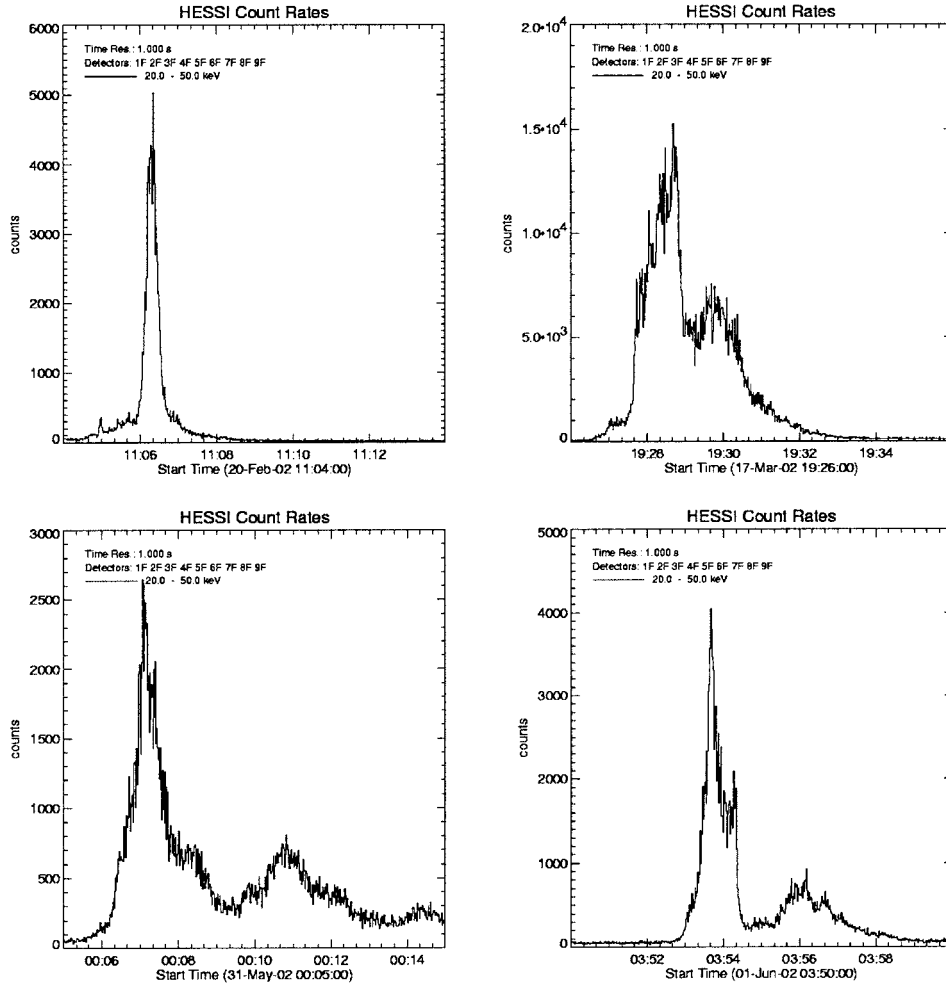 HESSI Count Rates
6000
Time Res.: 1.000 s
Detectors: 1F 2F 3F 4F 5F 6F 7F 8F 9F
20.0 - 50.0 keV
5000
4000
counts
3000
2000
1000
0
11:06 11:08 11:10 11:12
Start Time (20-Feb-02 11:04:00)
HESSI Count Rates
2.0•10⁴
Time Res.: 1.000 s
Detectors: 1F 2F 3F 4F 5F 6F 7F 8F 9F
20.0 - 50.0 keV
1.5•10⁴
counts
1.0•10⁴
5.0•10³
0
19:28 19:30 19:32 19:34
Start Time (17-Mar-02 19:26:00)
HESSI Count Rates
3000
Time Res.: 1.000 s
Detectors: 1F 2F 3F 4F 5F 6F 7F 8F 9F
20.0 - 50.0 keV
2500
2000
counts
1500
1000
500
0
00:06 00:08 00:10 00:12 00:14
Start Time (31-May-02 00:05:00)
HESSI Count Rates
5000
Time Res.: 1.000 s
Detectors: 1F 2F 3F 4F 5F 6F 7F 8F 9F
20.0 - 50.0 keV
4000
3000
counts
2000
1000
0
03:52 03:54 03:56 03:58
Start Time (01-Jun-02 03:50:00)